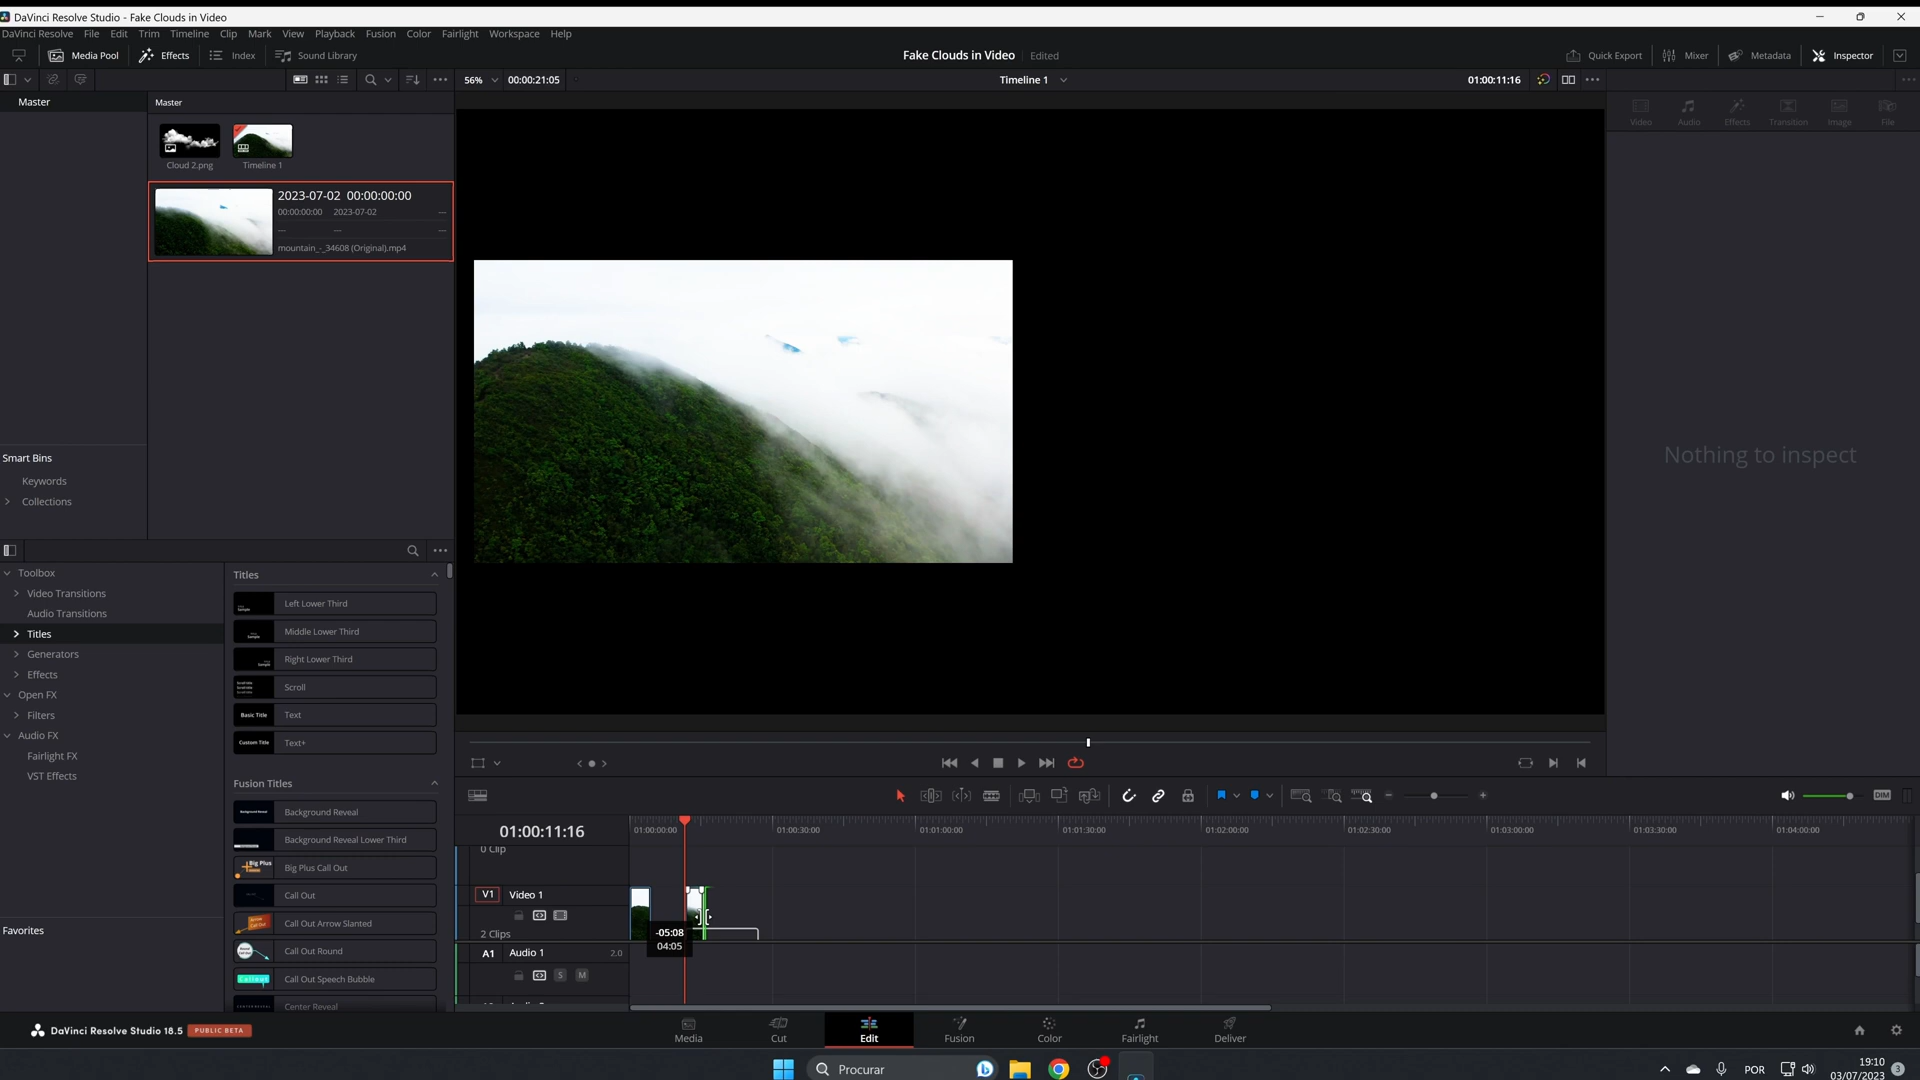 DaVinci Resolve Studio - Fake Clouds in Video
DaVinci Resolve File Edit Trim Timeline Clip Mark View Playback Fusion Color Fairlight Workspace Help
Media Pool Effects Index Sound Library Fake Clouds in Video Edited Quick Export Mixer Metadata Inspector
56% 00:00:21:05 Timeline 1 01:00:11:16
Master Master
Video Audio Effects Transition Image File
Cloud 2.png Timeline 1
2023-07-02 00:00:00:00
00:00:00:00 2023-07-02
mountain_-_34608 (Original).mp4
Nothing to inspect
Smart Bins
Keywords
Collections
Toolbox
Video Transitions
Audio Transitions
Titles
Generators
Effects
Open FX
Filters
Audio FX
Fairlight FX
VST Effects
Favorites
Titles
Left Lower Third
Middle Lower Third
Right Lower Third
Scroll
Basic Title Text
Custom Title Text+
Fusion Titles
Background Reveal
Background Reveal Lower Third
Big Plus Call Out
Call Out
Call Out Arrow Slanted
Call Out Round
Call Out Speech Bubble
Center Reveal
DIM
01:00:11:16 01:00:00:00 01:00:30:00 01:01:00:00 01:01:30:00 01:02:00:00 01:02:30:00 01:03:00:00 01:03:30:00 01:04:00:00
0 Clip
V1 Video 1
2 Clips
-05:08
04:05
A1 Audio 1 2.0
S M
DaVinci Resolve Studio 18.5 PUBLIC BETA
Media Cut Edit Fusion Color Fairlight Deliver
Procurar
POR
19:10
03/07/2023
3